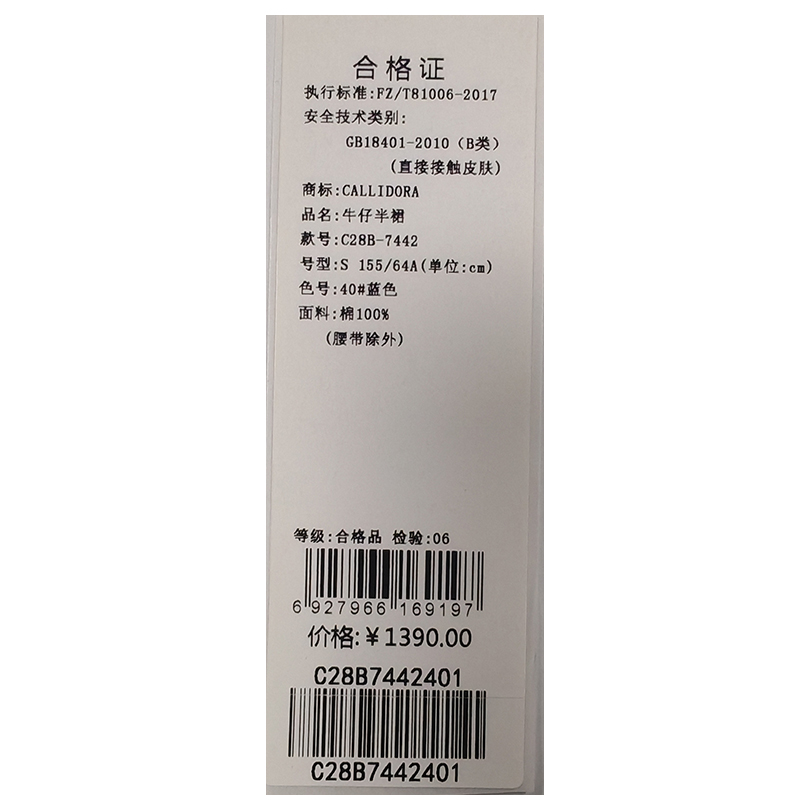 合格证
执行标准:FZ/T81006-2017
安全技术类别:
GB18401-2010（B类）
(直接接触皮肤)
商标:CALLIDORA
品名:牛仔半裙
款号:C28B-7442
号型:S 155/64A(单位:cm)
色号:40#蓝色
面料:棉100%
(腰带除外)
等级:合格品 检验:06
6 927966 169197
价格:￥1390.00
C28B7442401
C28B7442401